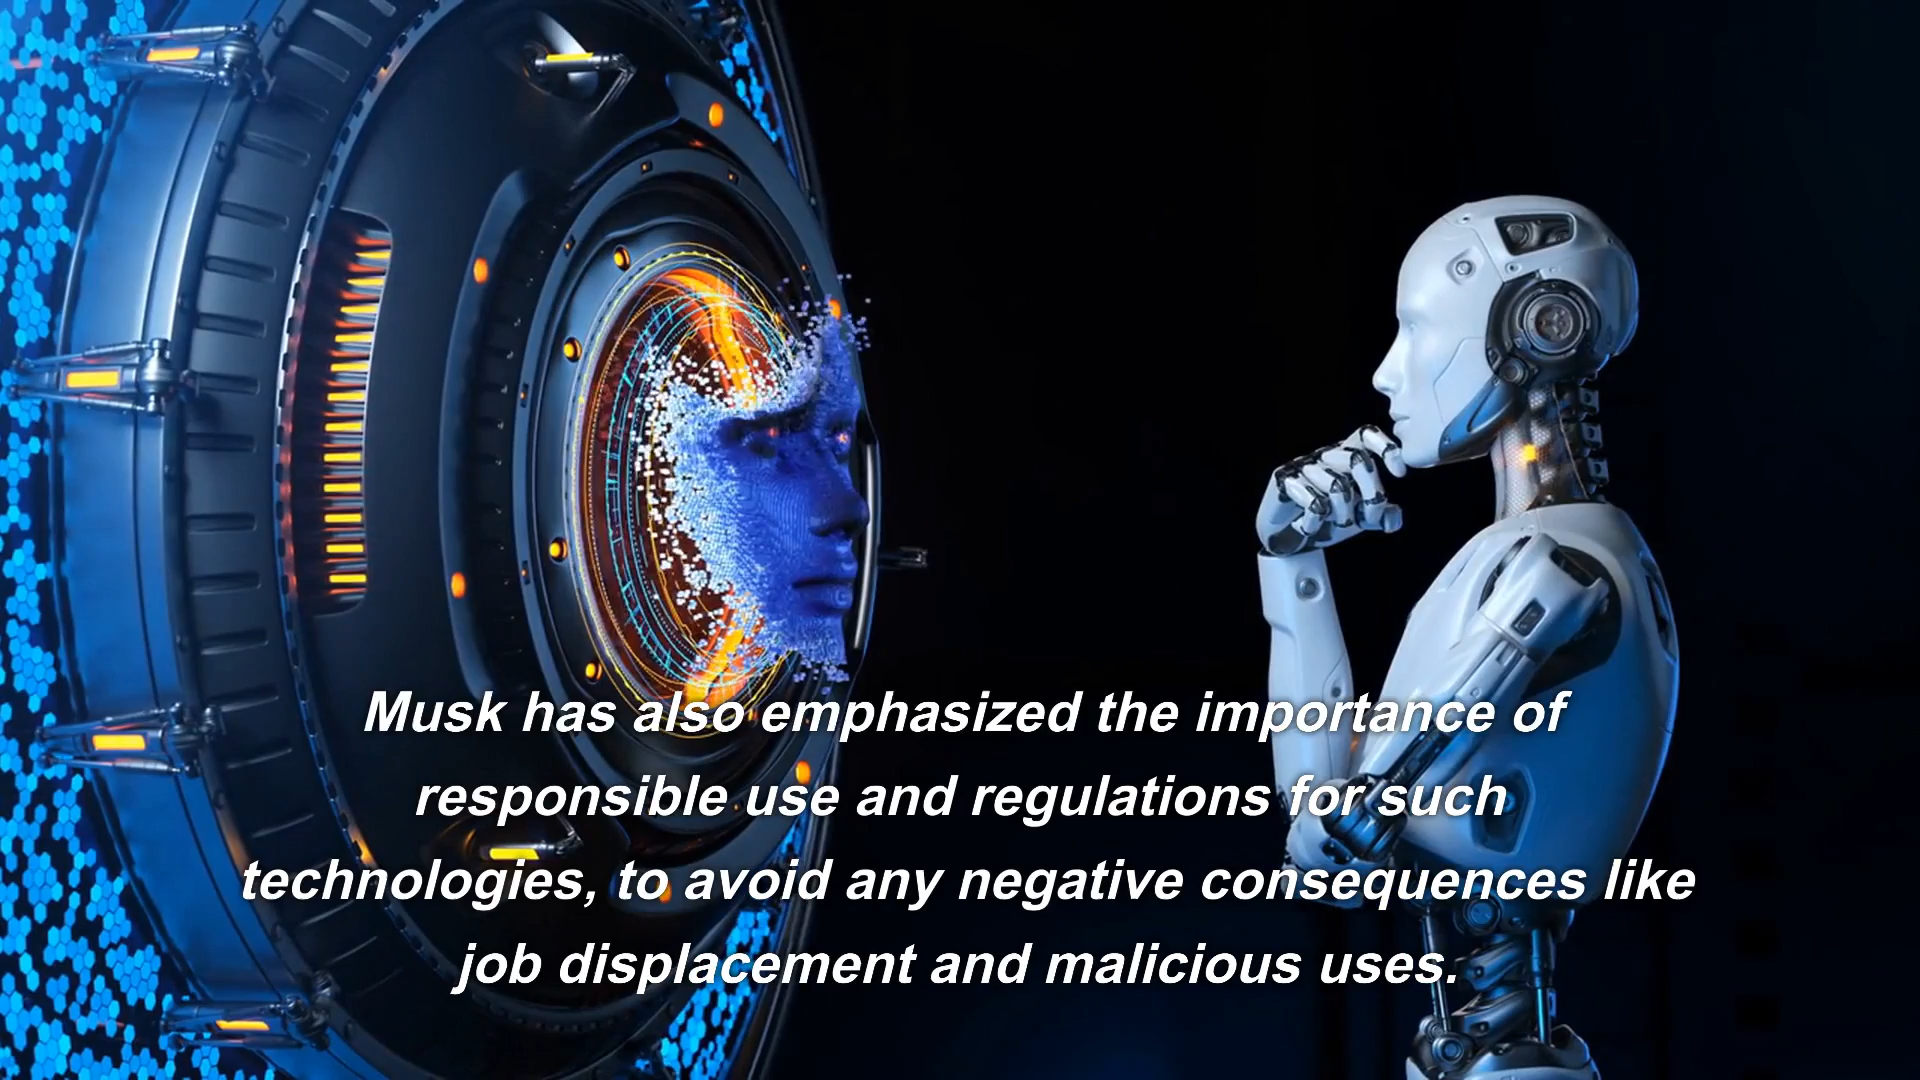 Musk has also emphasized the importance of
responsible use and regulations for such
technologies, to avoid any negative consequences like
job displacement and malicious uses.